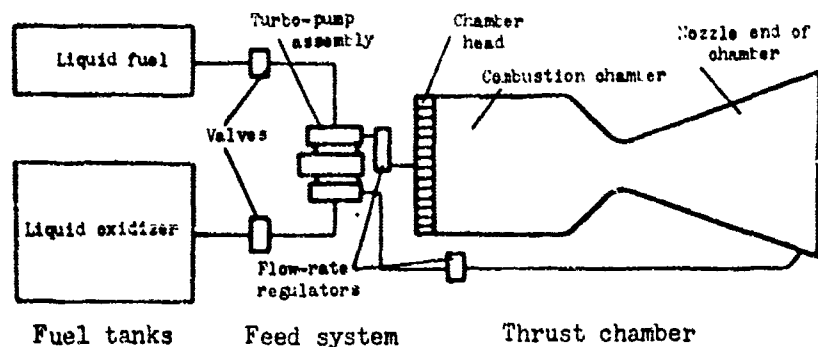 Turbo-pump
assembly
Chamber
head
Nozzle end of
chamber
Liquid fuel
Combustion chamber
Valves
Liquid oxidizer
Flow-rate
regulators
Fuel tanks
Feed system
Thrust chamber